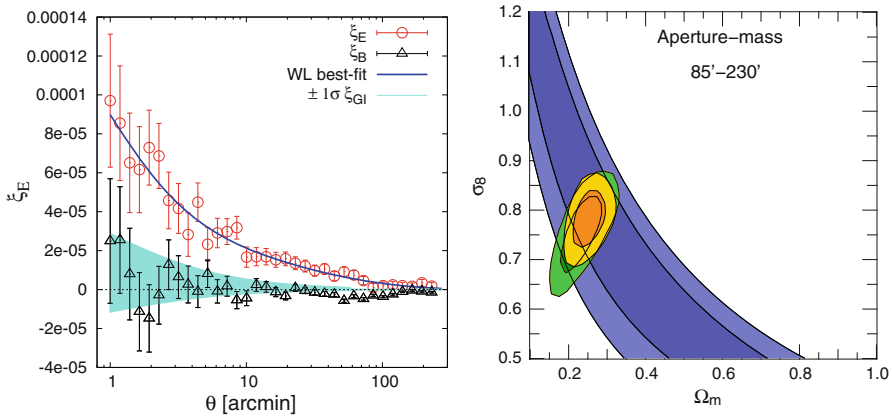 0.00014
0.00012
0.0001
8e-05
6e-05
4e-05
2e-05
0
-2e-05
-4e-05
ξE
ξE
ξB
WL best-fit
± 1σ ξGI
1
10
100
θ [arcmin]
1.2
1.1
1.0
0.9
0.8
0.7
0.6
0.5
σ8
Aperture−mass
85'−230'
0.2
0.4
0.6
0.8
1.0
Ωm